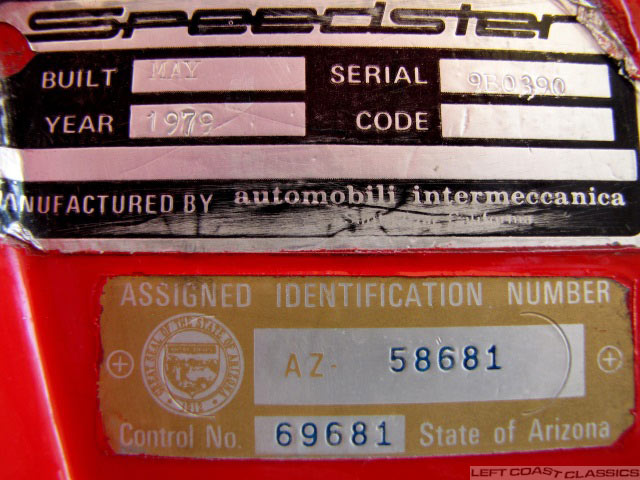 Speedster
BUILT MAY SERIAL
YEAR 1979 CODE
MANUFACTURED BY automobili intermeccanica
California
ASSIGNED IDENTIFICATION NUMBER
AZ- 58681
Control No. 69681 State of Arizona
LEFT COAST CLASSICS